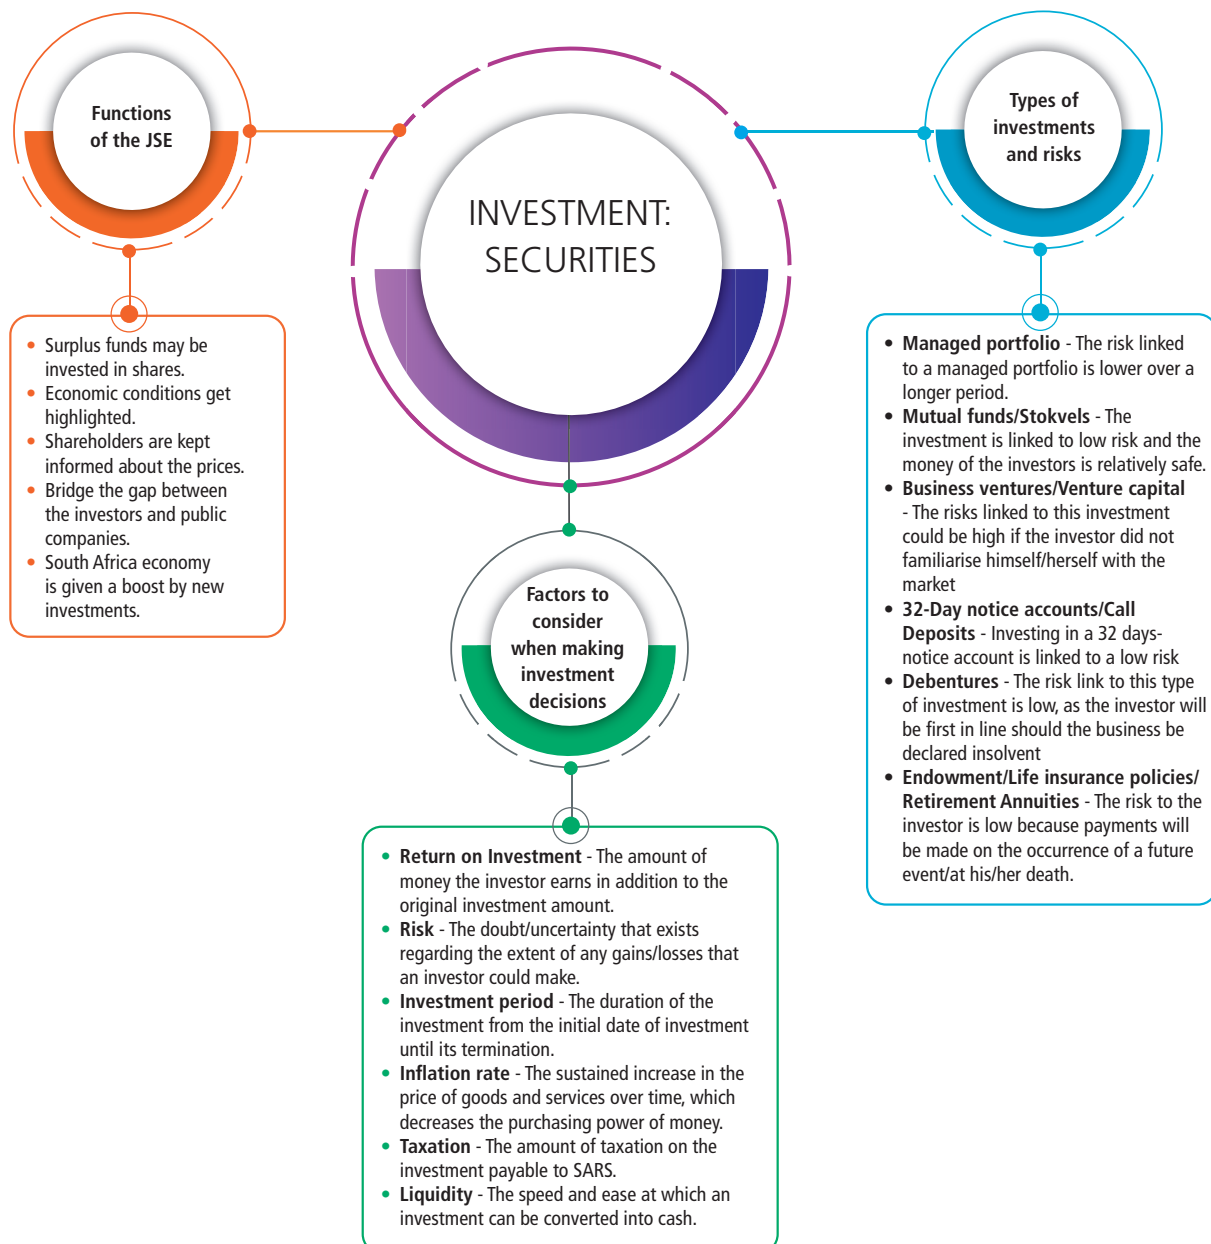 Functions
of the JSE
INVESTMENT:
SECURITIES
Types of
investments
and risks
• Surplus funds may be
invested in shares.
• Economic conditions get
highlighted.
• Shareholders are kept
informed about the prices.
• Bridge the gap between
the investors and public
companies.
• South Africa economy
is given a boost by new
investments.
Factors to
consider
when making
investment
decisions
• Return on Investment - The amount of
money the investor earns in addition to the
original investment amount.
• Risk - The doubt/uncertainty that exists
regarding the extent of any gains/losses that
an investor could make.
• Investment period - The duration of the
investment from the initial date of investment
until its termination.
• Inflation rate - The sustained increase in the
price of goods and services over time, which
decreases the purchasing power of money.
• Taxation - The amount of taxation on the
investment payable to SARS.
• Liquidity - The speed and ease at which an
investment can be converted into cash.
• Managed portfolio - The risk linked
to a managed portfolio is lower over a
longer period.
• Mutual funds/Stokvels - The
investment is linked to low risk and the
money of the investors is relatively safe.
• Business ventures/Venture capital
- The risks linked to this investment
could be high if the investor did not
familiarise himself/herself with the
market
• 32-Day notice accounts/Call
Deposits - Investing in a 32 days-
notice account is linked to a low risk
• Debentures - The risk link to this type
of investment is low, as the investor will
be first in line should the business be
declared insolvent
• Endowment/Life insurance policies/
Retirement Annuities - The risk to the
investor is low because payments will
be made on the occurrence of a future
event/at his/her death.